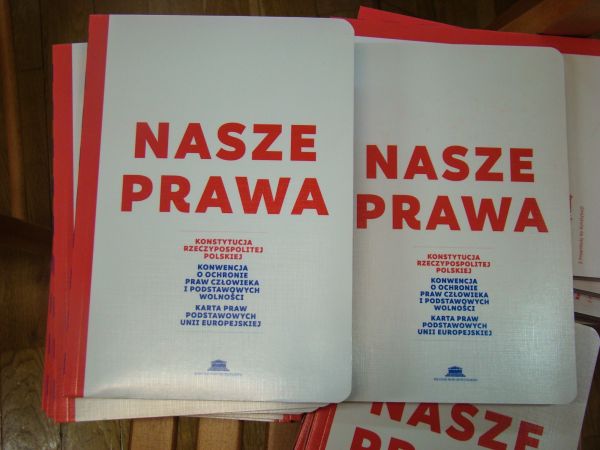 NASZE
PRAWA
KONSTYTUCJA
RZECZYPOSPOLITEJ
POLSKIEJ
KONWENCJA
O OCHRONIE
PRAW CZŁOWIEKA
I PODSTAWOWYCH
WOLNOŚCI
KARTA PRAW
PODSTAWOWYCH
UNII EUROPEJSKIEJ
NASZE
PRAWA
KONSTYTUCJA
RZECZYPOSPOLITEJ
POLSKIEJ
KONWENCJA
O OCHRONIE
PRAW CZŁOWIEKA
I PODSTAWOWYCH
WOLNOŚCI
KARTA PRAW
PODSTAWOWYCH
UNII EUROPEJSKIEJ
NASZE
PRAWA